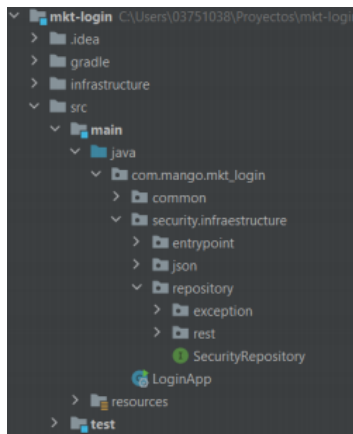 mkt-login C:\Users\03751038\Proyectos\mkt-logi
.idea
gradle
infrastructure
src
main
java
com.mango.mkt_login
common
security.infraestructure
entrypoint
json
repository
exception
rest
I SecurityRepository
LoginApp
resources
test